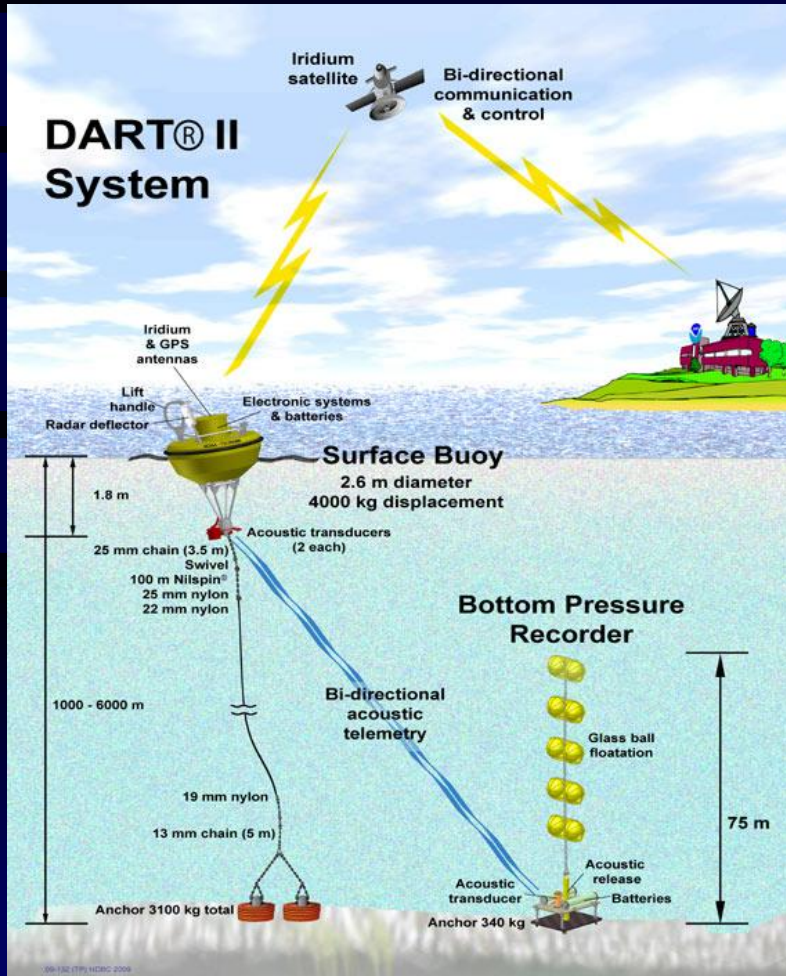 Iridium
satellite
Bi-directional
communication
& control
DART® II
System
Iridium
& GPS
antennas
Lift
handle
Radar deflector
Electronic systems
& batteries
Surface Buoy
2.6 m diameter
4000 kg displacement
1.8 m
Acoustic transducers
(2 each)
25 mm chain (3.5 m)
Swivel
100 m Nilspin®
25 mm nylon
22 mm nylon
Bottom Pressure
Recorder
1000 - 6000 m
Bi-directional
acoustic
telemetry
Glass ball
floatation
75 m
19 mm nylon
13 mm chain (5 m)
Acoustic
release
Acoustic
transducer
Batteries
Anchor 3100 kg total
Anchor 340 kg
NDBC 2009